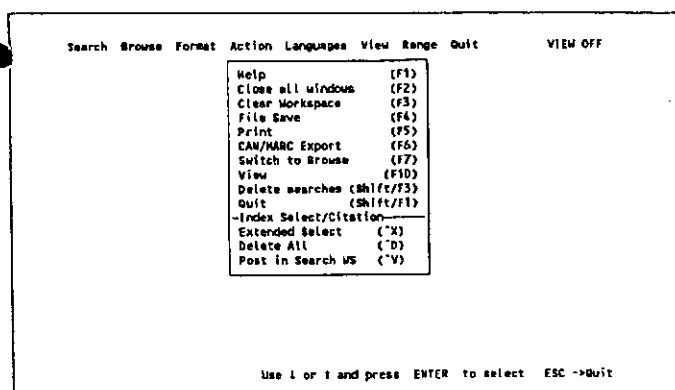 Search Browse Format Action Languages View Range Quit VIEW OFF
Help (F1)
Close all windows (F2)
Clear Workspace (F3)
File Save (F4)
Print (F5)
CAN/MARC Export (F6)
Switch to Browse (F7)
View (F10)
Delete searches (Shift/F3)
Quit (Shift/F1)
Index Select/Citation
Extended Select (^X)
Delete All (^D)
Post in Search WS (^V)
Use ↓ or ↑ and press ENTER to select ESC ->Quit